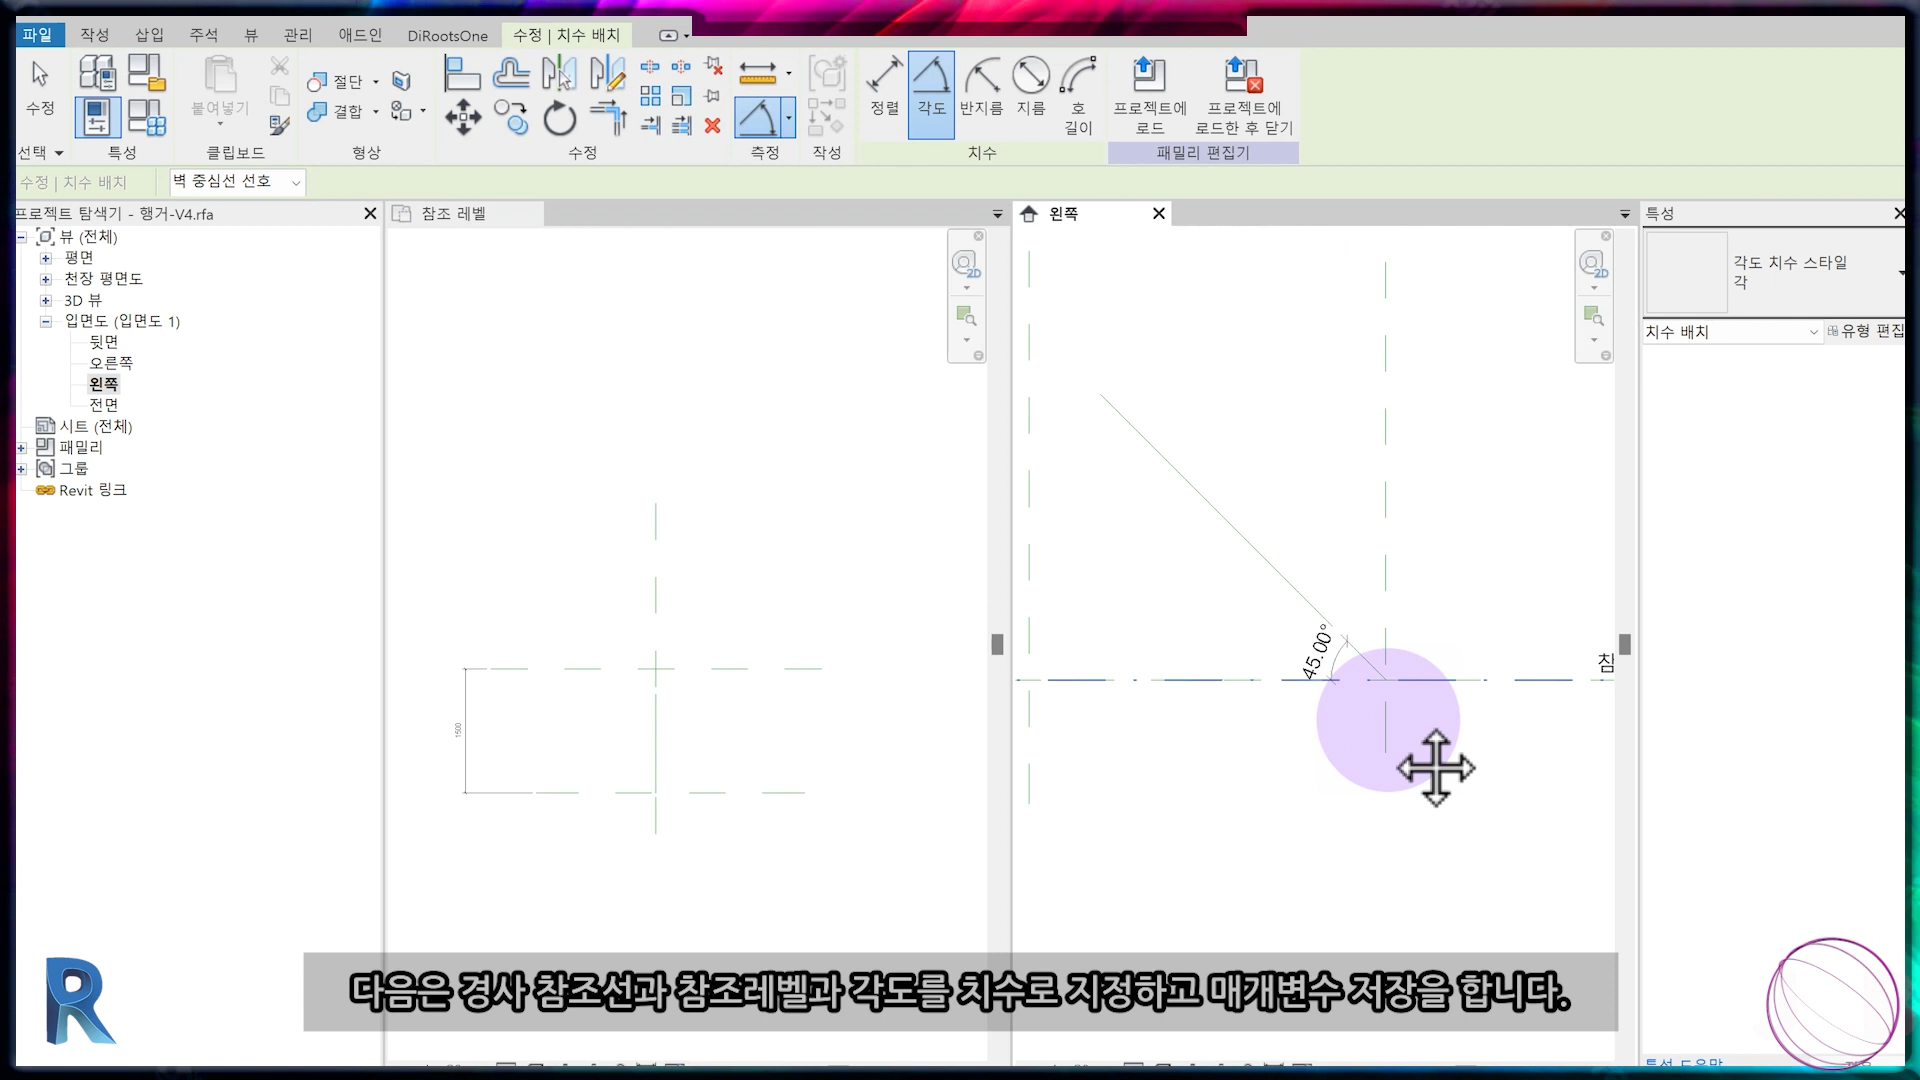 파일 작성 삽입 주석 뷰 관리 애드인 DiRootsOne 수정 | 치수 배치
수정
절단
결합
붙여넣기
정렬 각도 반지름 지름 호 길이
프로젝트에 로드
프로젝트에 로드한 후 닫기
선택 특성 클립보드 형상 수정 측정 작성 치수 패밀리 편집기
수정 | 치수 배치 벽 중심선 선호
프로젝트 탐색기 - 행거-V4.rfa
참조 레벨
왼쪽
특성
뷰 (전체)
평면
천장 평면도
3D 뷰
입면도 (입면도 1)
뒷면
오른쪽
왼쪽
전면
시트 (전체)
패밀리
그룹
Revit 링크
2D
2D
각도 치수 스타일
각
치수 배치 유형 편집
1500
45.00°
참
다음은 경사 참조선과 참조레벨과 각도를 치수로 지정하고 매개변수 저장을 합니다.
R